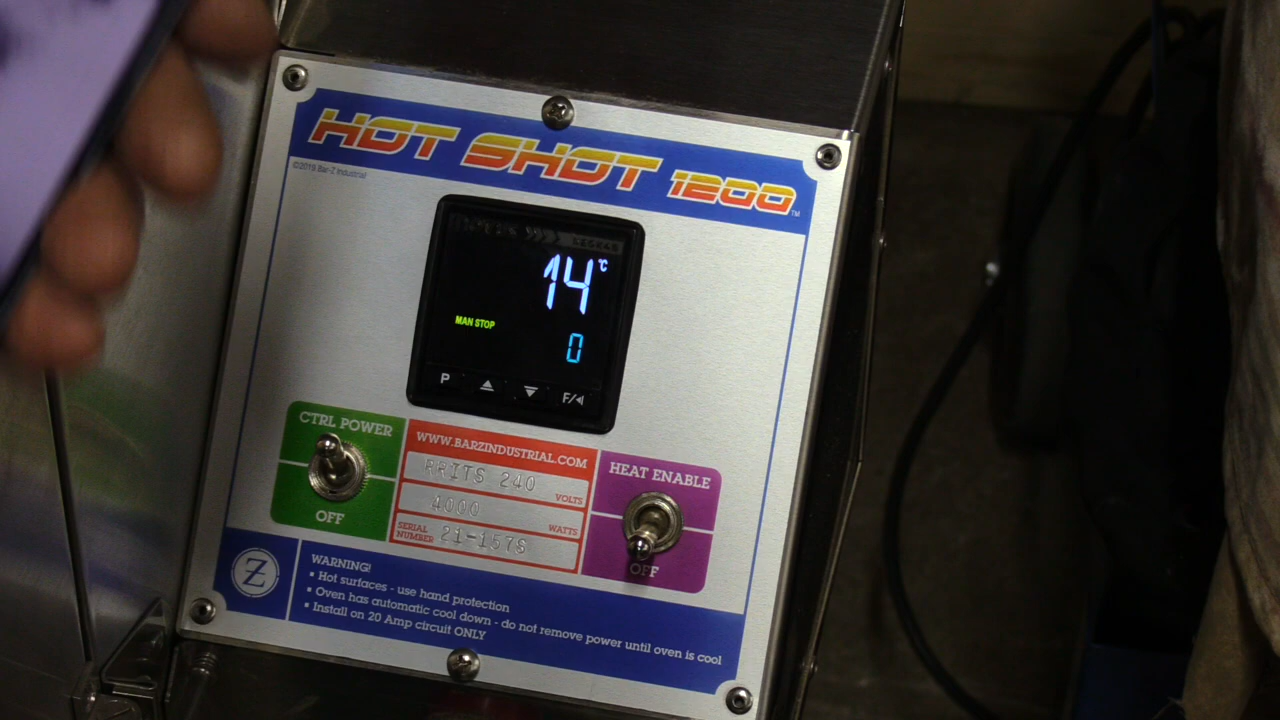 HOT SHOT 1200 TM
©2019 Bar-Z Industrial
14 °C
MAN STOP
0
P
F/
CTRL POWER
OFF
WWW.BARZINDUSTRIAL.COM
240 VOLTS
4000 WATTS
SERIAL NUMBER 21-157S
HEAT ENABLE
OFF
Z
WARNING!
▪ Hot surfaces - use hand protection
▪ Oven has automatic cool down - do not remove power until oven is cool
▪ Install on 20 Amp circuit ONLY